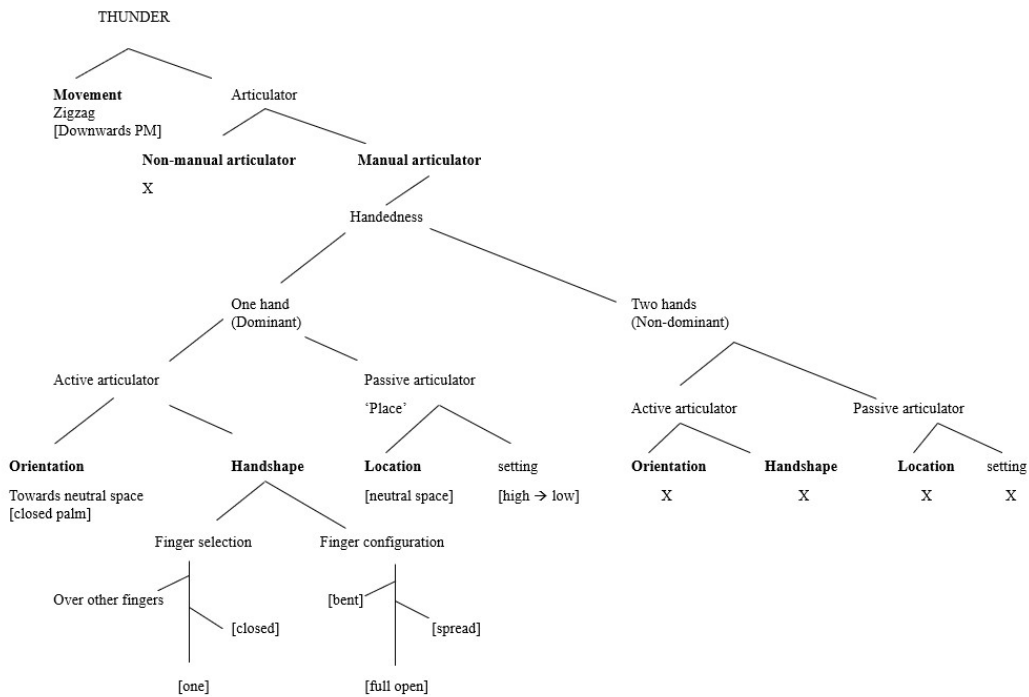 THUNDER
Movement
Zigzag
[Downwards PM]
Articulator
Non-manual articulator
X
Manual articulator
Handedness
One hand
(Dominant)
Two hands
(Non-dominant)
Active articulator
Passive articulator
‘Place’
Active articulator
Passive articulator
Orientation
Towards neutral space
[closed palm]
Handshape
Location
[neutral space]
setting
[high → low]
Orientation
X
Handshape
X
Location
X
setting
X
Finger selection
Finger configuration
Over other fingers
[closed]
[one]
[bent]
[spread]
[full open]